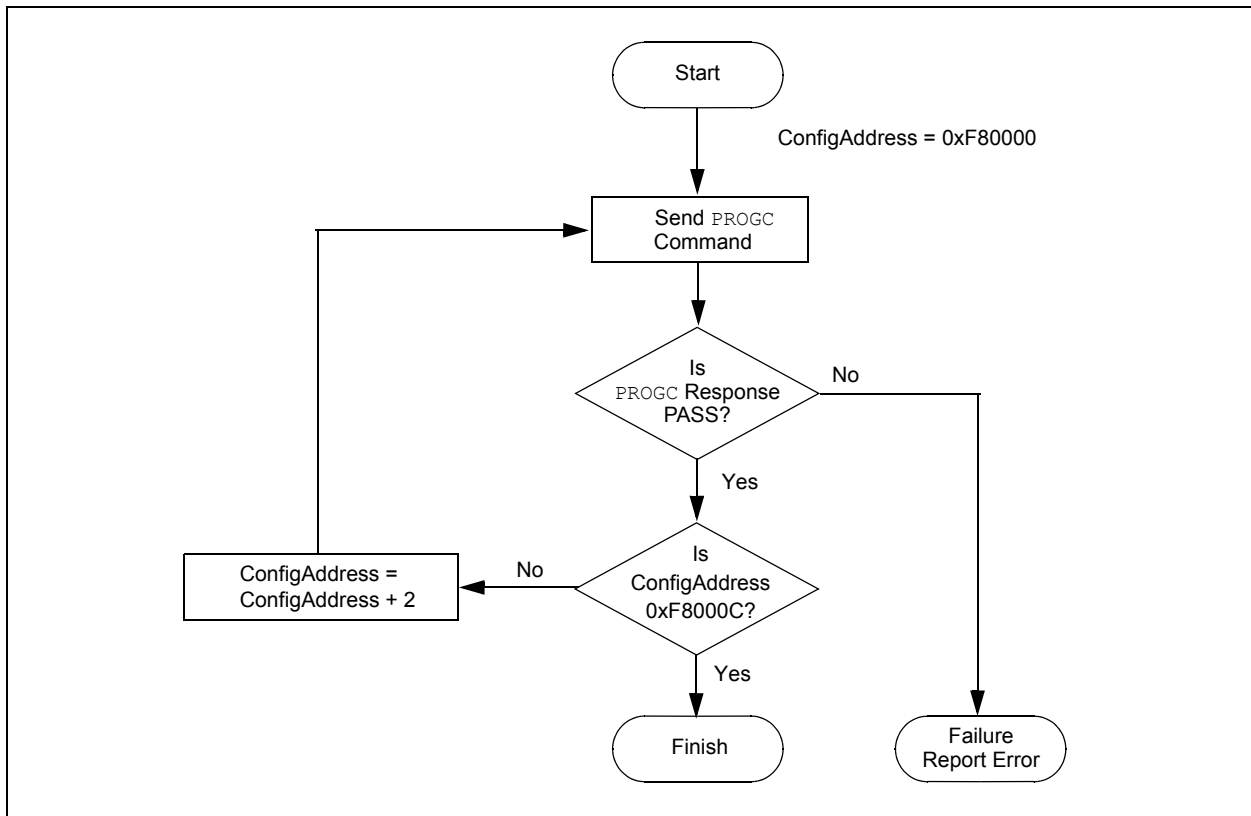 Start
ConfigAddress = 0xF80000
Send PROGC
Command
Is
PROGC Response
PASS?
No
Yes
Is
ConfigAddress
0xF8000C?
No
ConfigAddress =
ConfigAddress + 2
Yes
Finish
Failure
Report Error